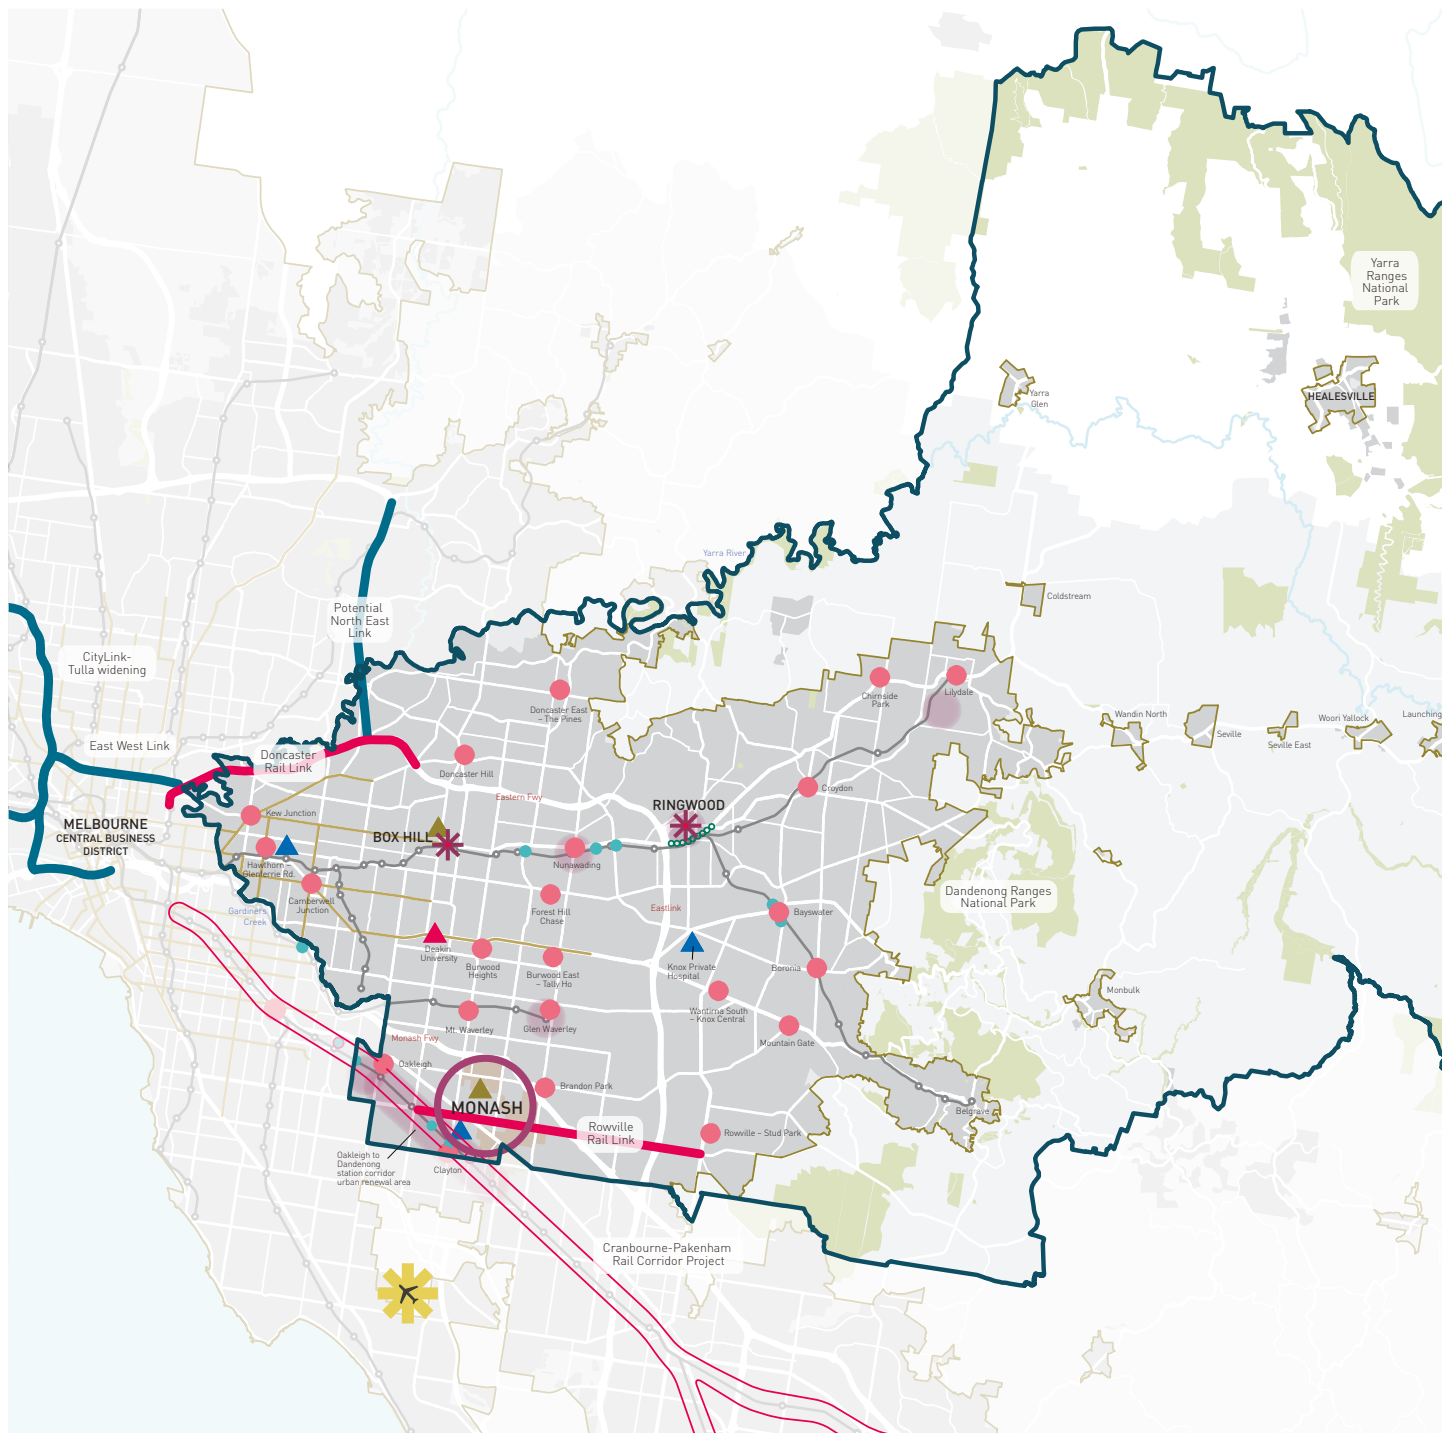 Yarra
Ranges
National
Park
Yarra
Glen
HEALESVILLE
Yarra River
Coldstream
Potential
North East
Link
CityLink-
Tulla widening
East West Link
Doncaster
Rail Link
Doncaster East
– The Pines
Chirnside
Park
Lilydale
Wandin North
Seville
Seville East
Woori Yallock
Launching
Doncaster Hill
Eastern Fwy
Croydon
RINGWOOD
Kew Junction
MELBOURNE
CENTRAL BUSINESS
DISTRICT
BOX HILL
Hawthorn –
Glenferrie Rd.
Nunawading
Camberwell
Junction
Gardiners
Creek
Forest Hill
Chase
Eastlink
Bayswater
Dandenong Ranges
National Park
Deakin
University
Burwood
Heights
Burwood East
– Tally Ho
Knox Private
Hospital
Boronia
Monbulk
Wantirna South
– Knox Central
Mt. Waverley
Glen Waverley
Mountain Gate
Monash Fwy
Oakleigh
Brandon Park
MONASH
Belgrave
Rowville
Rail Link
Rowville – Stud Park
Oakleigh to
Dandenong
station corridor
urban renewal area
Clayton
Cranbourne-Pakenham
Rail Corridor Project